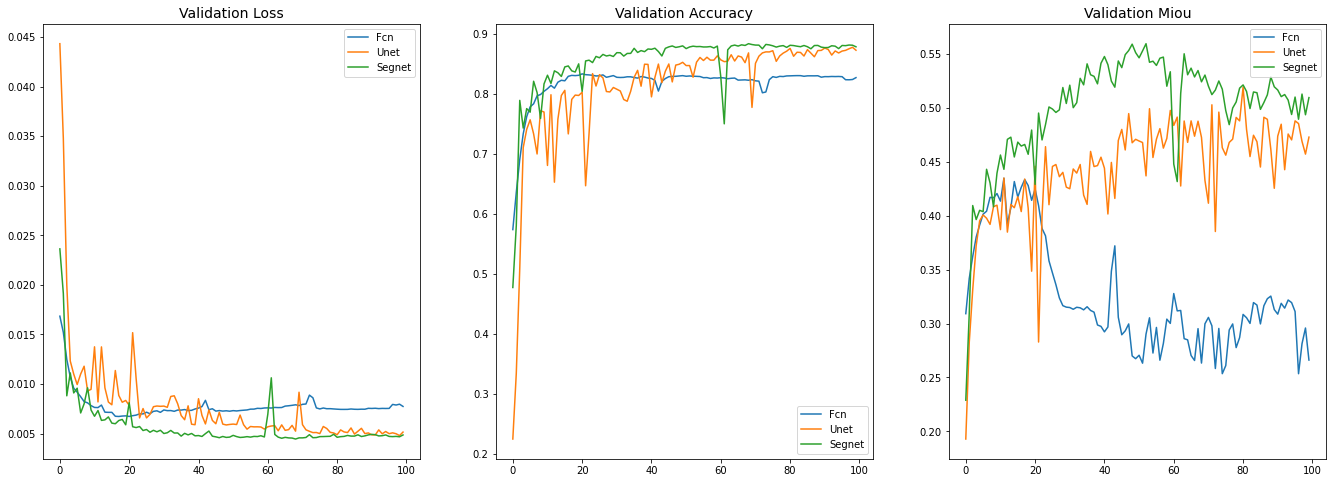 Validation Loss
0.045
0.040
0.035
0.030
0.025
0.020
0.015
0.010
0.005
0 20 40 60 80 100
Fcn
Unet
Segnet
Validation Accuracy
0.9
0.8
0.7
0.6
0.5
0.4
0.3
0.2
0 20 40 60 80 100
Fcn
Unet
Segnet
Validation Miou
0.55
0.50
0.45
0.40
0.35
0.30
0.25
0.20
0 20 40 60 80 100
Fcn
Unet
Segnet